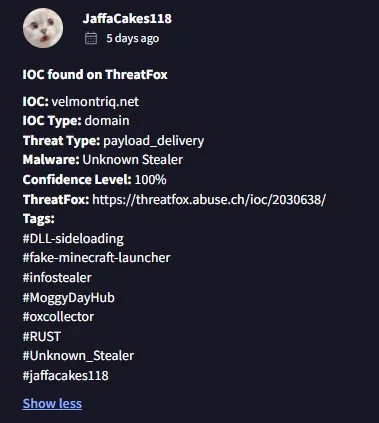 JaffaCakes118
5 days ago
IOC found on ThreatFox
IOC: velmontriq.net
IOC Type: domain
Threat Type: payload_delivery
Malware: Unknown Stealer
Confidence Level: 100%
ThreatFox: https://threatfox.abuse.ch/ioc/2030638/
Tags:
#DLL-sideloading
#fake-minecraft-launcher
#infostealer
#MoggyDayHub
#oxcollector
#RUST
#Unknown_Stealer
#jaffacakes118
Show less